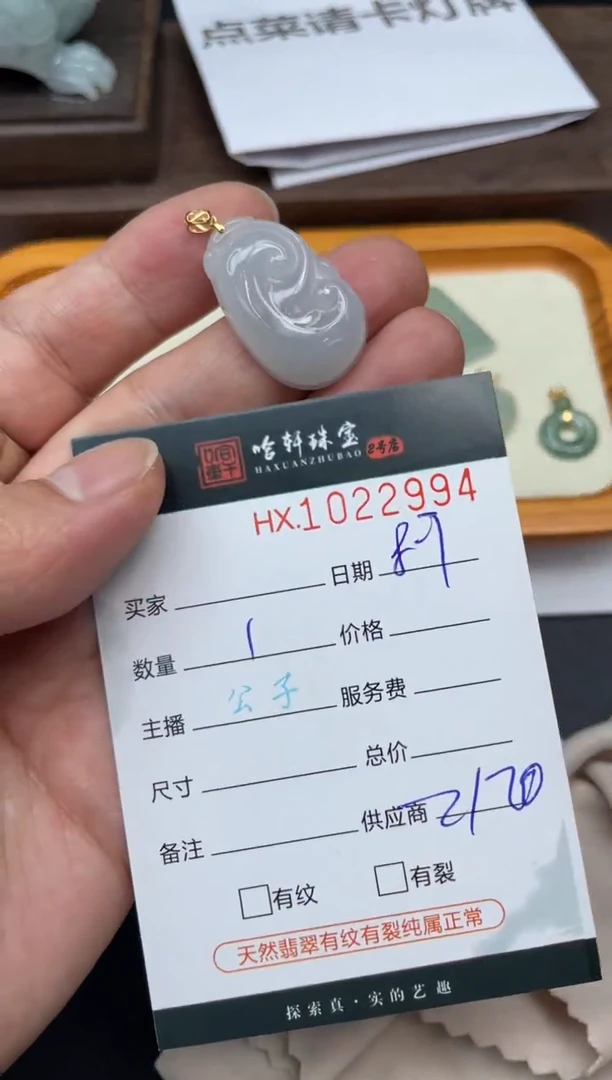 点菜请卡灯牌
哈轩珠宝 2号店
HAXUANZHUBAO
HX.1022994
买家 日期
数量 1 价格
主播 公子 服务费
尺寸 总价
备注 供应商
有纹 有裂
天然翡翠有纹有裂纯属正常
探索真·实的艺趣